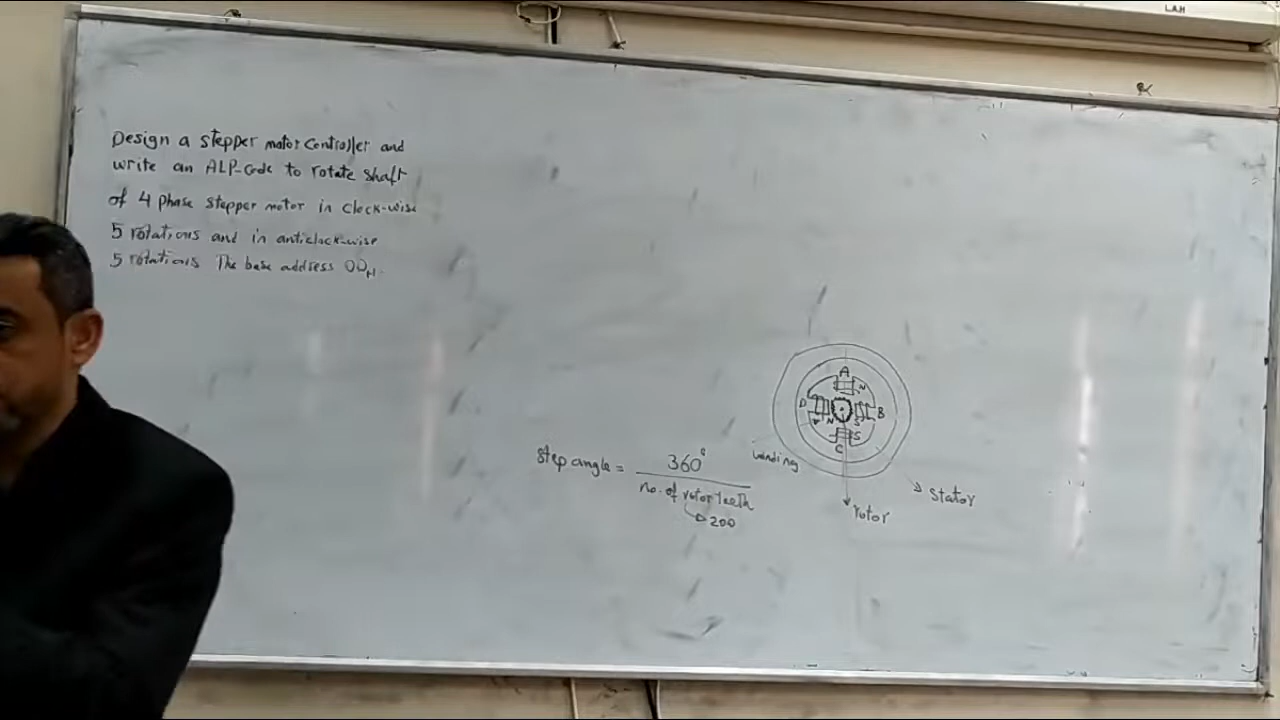 L.A.H
Design a stepper motor controller and
write an ALP-code to rotate shaft
of 4 phase stepper motor in clock-wise
5 rotations and in anticlock-wise
5 rotations. The base address 00H.
A
N
D
B
N
S
S
C
winding
step angle = 360°
no. of rotor teeth
200
stator
rotor